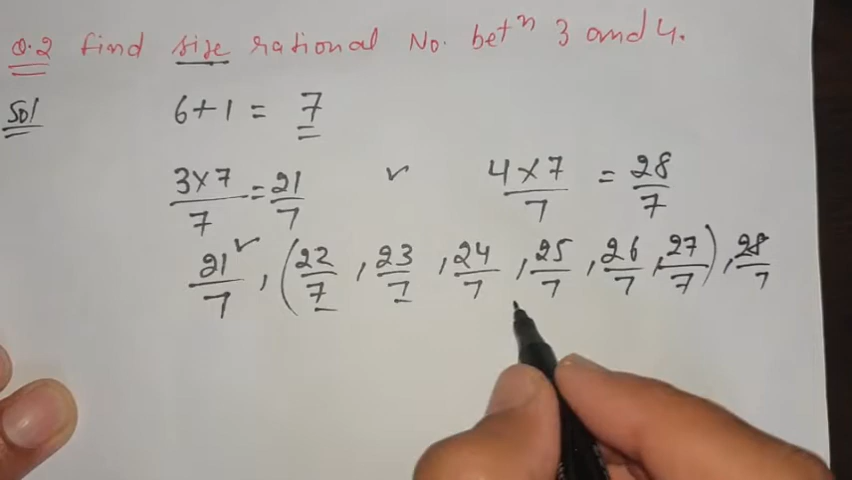 Q.2 find size rational No. betⁿ 3 and 4.
Sol 6+1 = 7
3×7/7 = 21/7 ✓ 4×7/7 = 28/7
21/7 ✓, (22/7, 23/7, 24/7, 25/7, 26/7, 27/7), 28/7